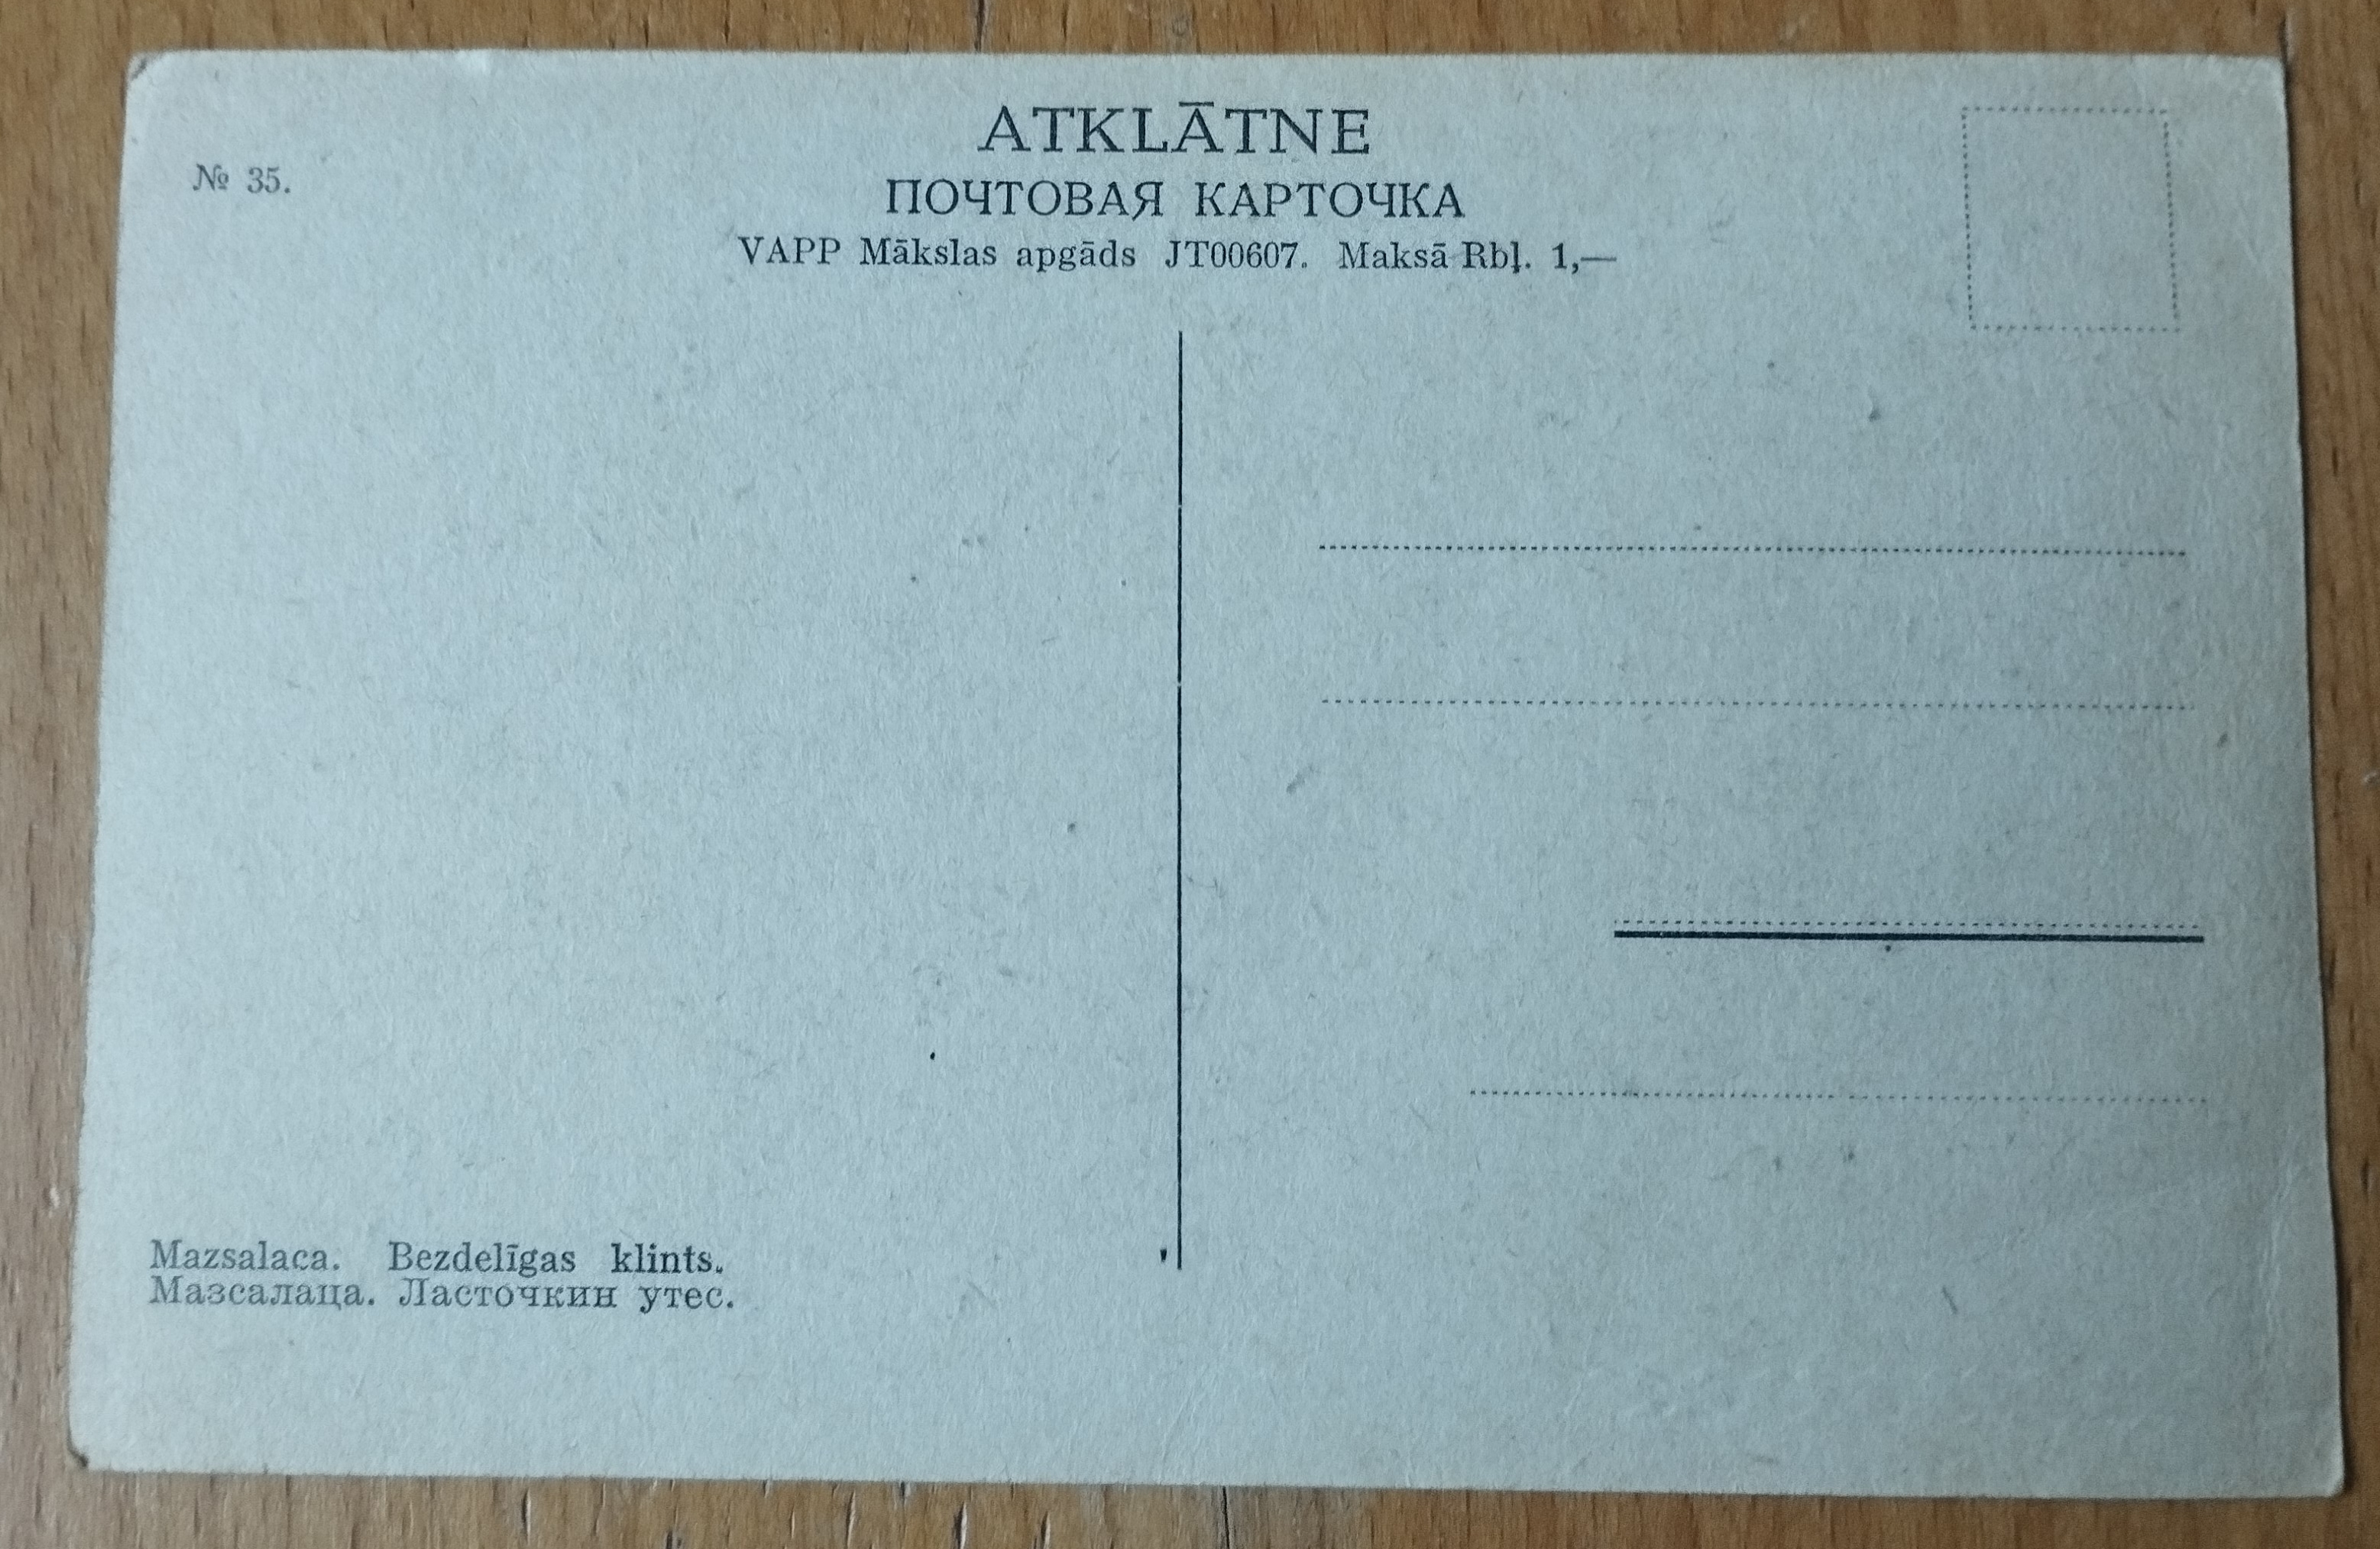 ATKLĀTNE
№ 35.
ПОЧТОВАЯ КАРТОЧКА
VAPP Mākslas apgāds JT00607. Maksā Rbļ. 1,—
Mazsalaca. Bezdelīgas klints.
Мазсалаца. Ласточкин утес.